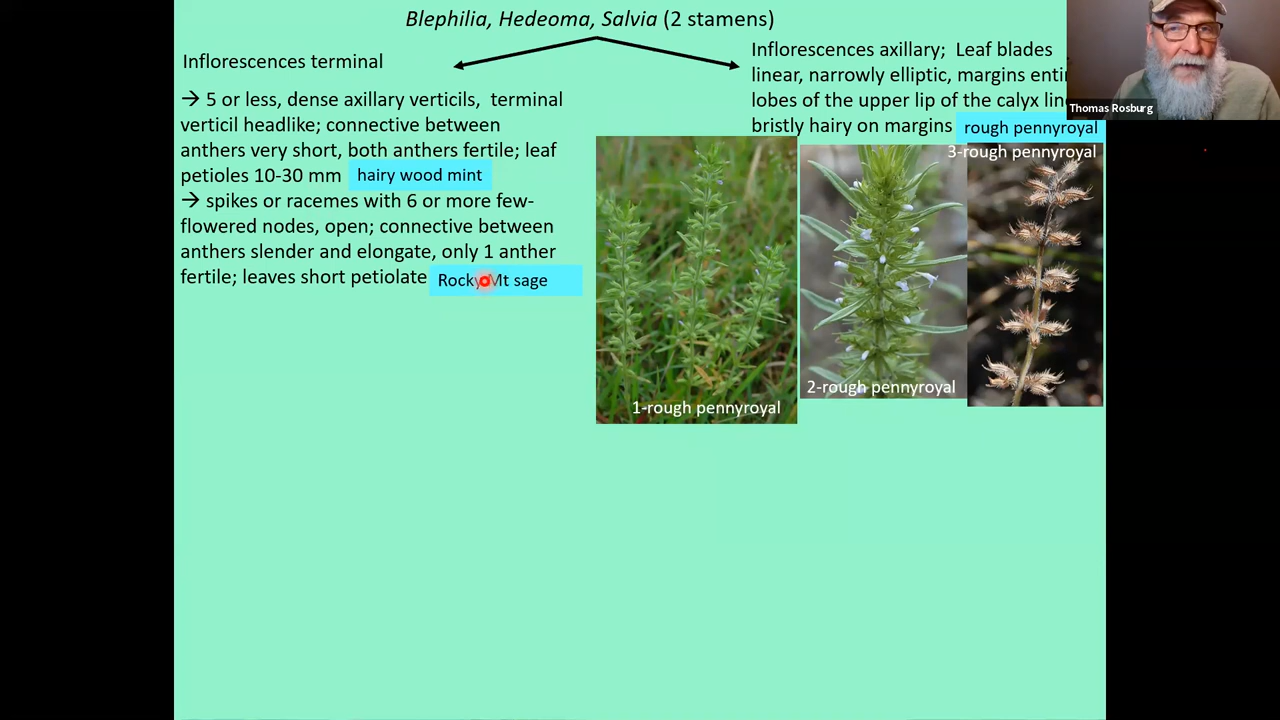 Blephilia, Hedeoma, Salvia (2 stamens)
Inflorescences terminal
→ 5 or less, dense axillary verticils, terminal
verticil headlike; connective between
anthers very short, both anthers fertile; leaf
petioles 10-30 mm
hairy wood mint
→ spikes or racemes with 6 or more few-
flowered nodes, open; connective between
anthers slender and elongate, only 1 anther
fertile; leaves short petiolate
Rocky Mt sage
Inflorescences axillary; Leaf blades
linear, narrowly elliptic, margins
lobes of the upper lip of the calyx
bristly hairy on margins
rough pennyroyal
1-rough pennyroyal
2-rough pennyroyal
3-rough pennyroyal
Thomas Rosburg